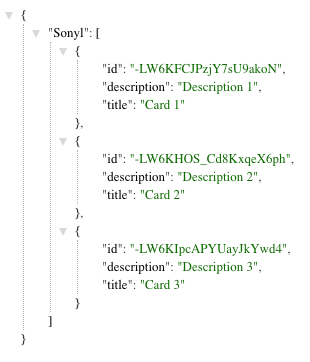 {
"Sonyl": [
{
"id": "-LW6KFCJPzjY7sU9akoN",
"description": "Description 1",
"title": "Card 1"
},
{
"id": "-LW6KHOS_Cd8KxqeX6ph",
"description": "Description 2",
"title": "Card 2"
},
{
"id": "-LW6KIpcAPYUayJkYwd4",
"description": "Description 3",
"title": "Card 3"
}
]
}